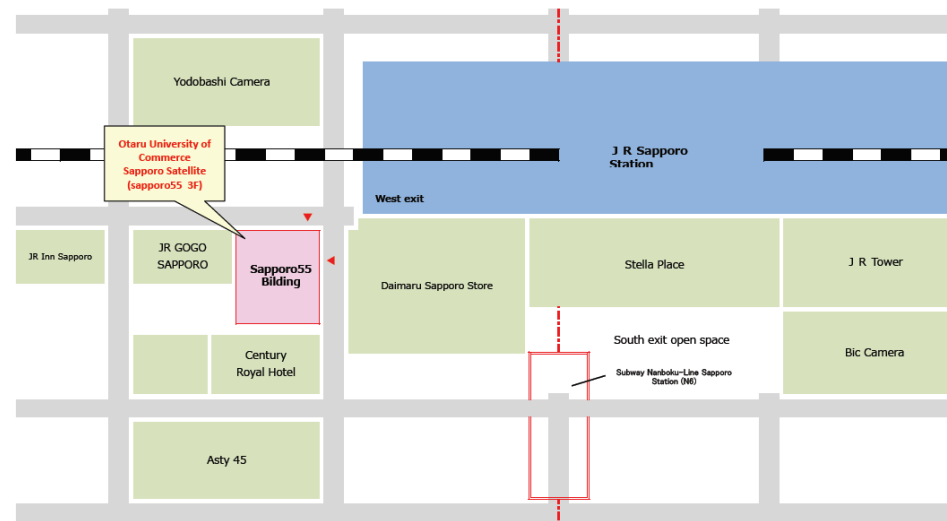 Yodobashi Camera
Otaru University of
Commerce
Sapporo Satellite
(sapporo55 3F)
J R Sapporo
Station
West exit
JR Inn Sapporo
JR GOGO
SAPPORO
Sapporo55
Bilding
Daimaru Sapporo Store
Stella Place
J R Tower
South exit open space
Century
Royal Hotel
Subway Nanboku-Line Sapporo
Station (N6)
Bic Camera
Asty 45